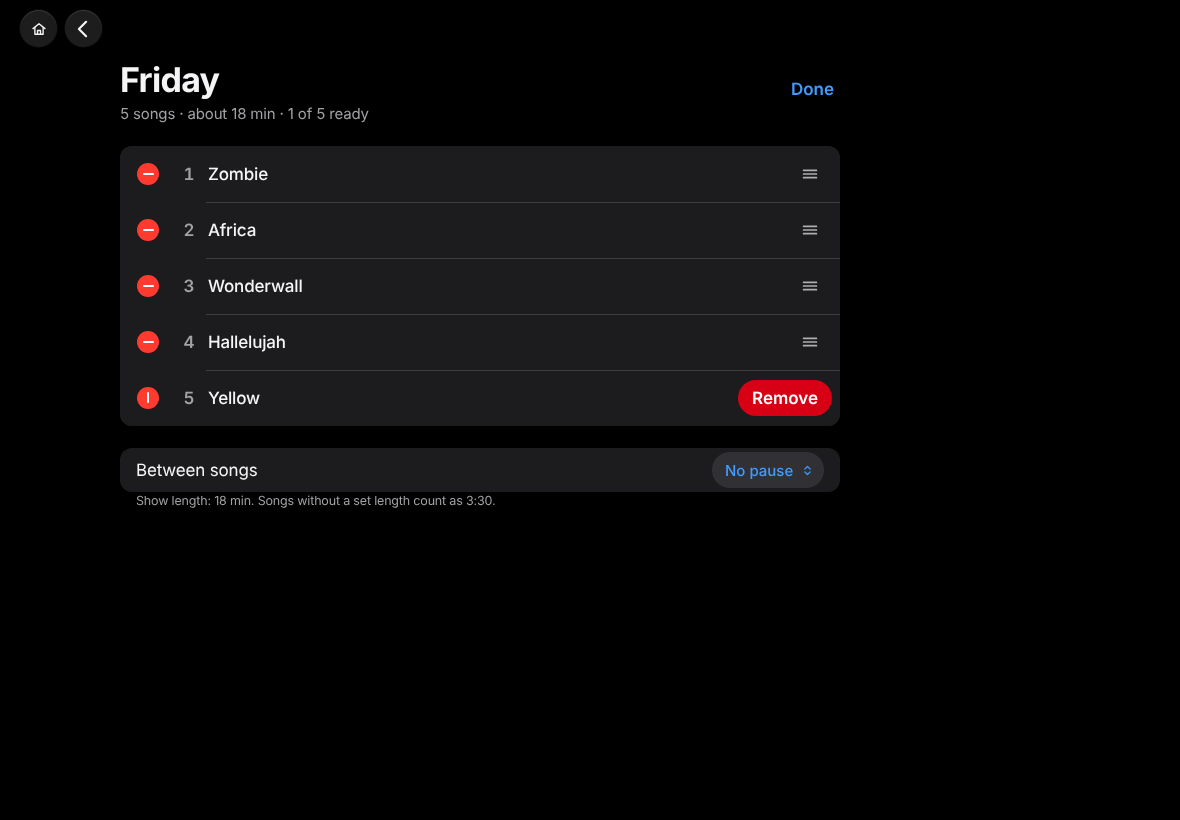 Friday
Done
5 songs · about 18 min · 1 of 5 ready
1 Zombie
2 Africa
3 Wonderwall
4 Hallelujah
5 Yellow Remove
Between songs No pause
Show length: 18 min. Songs without a set length count as 3:30.